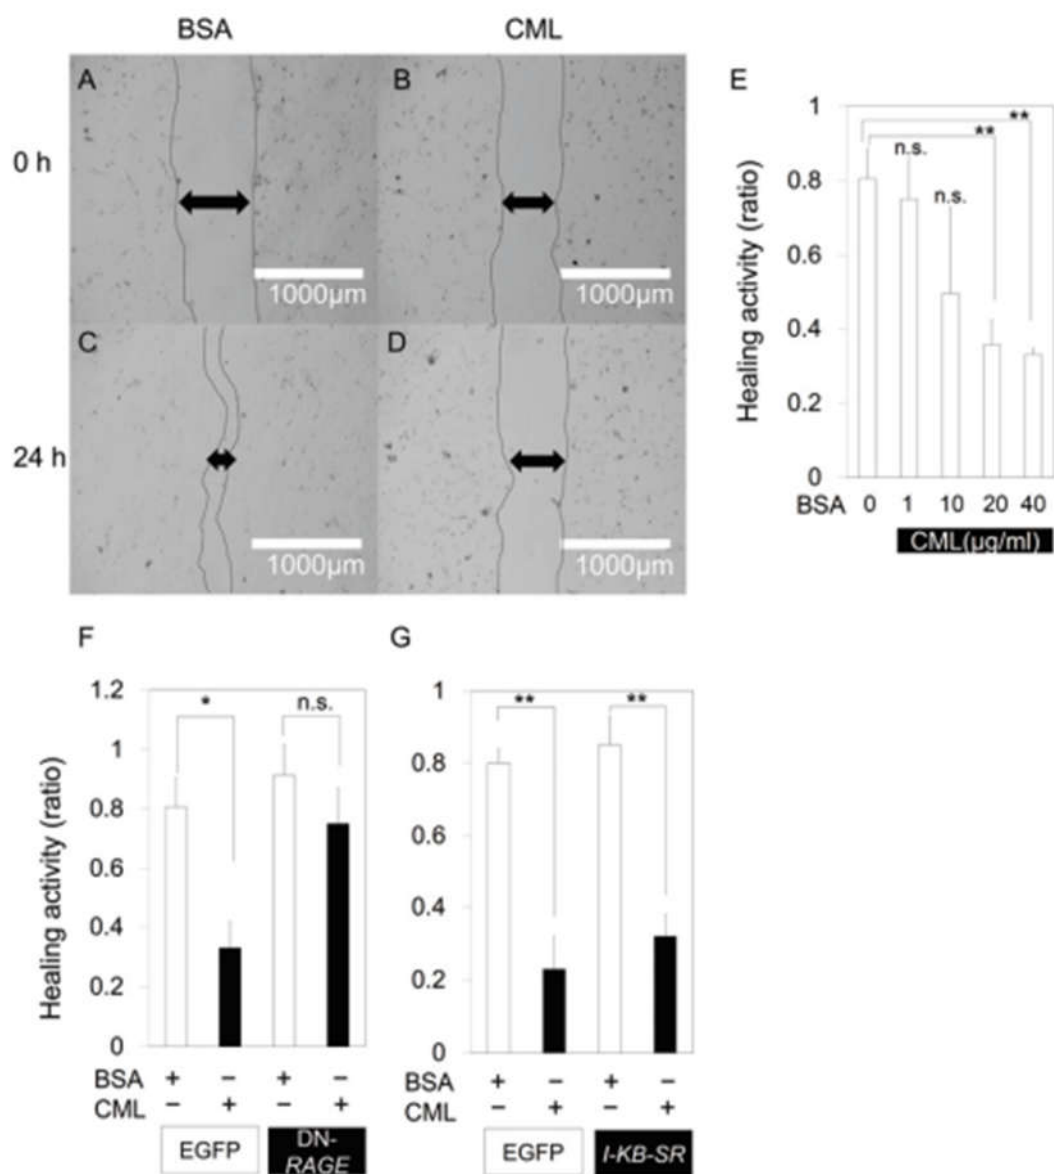 BSA CML
A B E
0 h
1000µm 1000µm
C D
24 h
1000µm 1000µm
Healing activity (ratio)
1
0.8
0.6
0.4
0.2
0
** **
n.s.
n.s.
BSA 0 1 10 20 40
CML(µg/ml)
F G
Healing activity (ratio)
1.2
1
0.8
0.6
0.4
0.2
0
* n.s.
BSA + – + –
CML – + – +
EGFP DN-
RAGE
Healing activity (ratio)
1
0.8
0.6
0.4
0.2
0
** **
BSA + – + –
CML – + – +
EGFP I-KB-SR